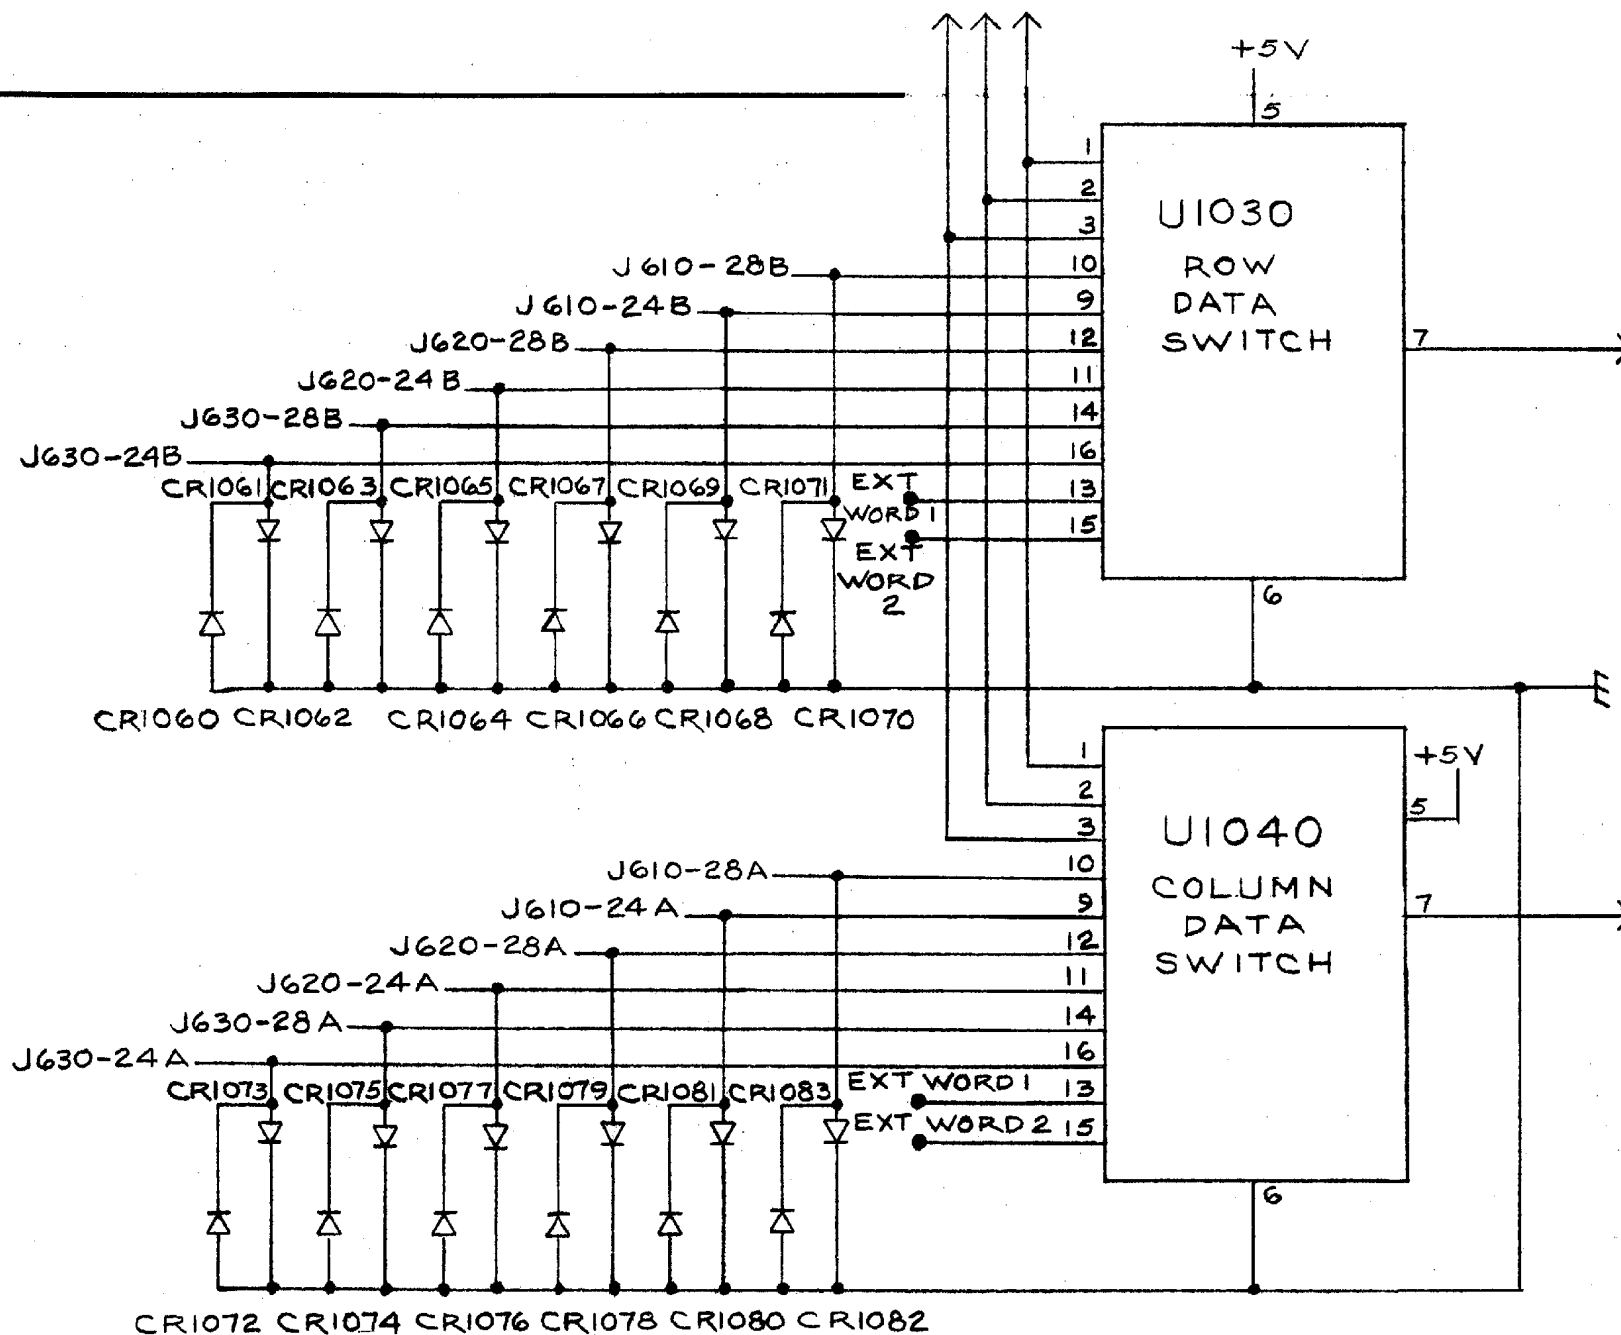 +5V
5
1
2
3
10
9
12
11
14
16
13
15
U1030
ROW
DATA
SWITCH
7
6
J610-28B
J610-24B
J620-28B
J620-24B
J630-28B
J630-24B
CR1061 CR1063 CR1065 CR1067 CR1069 CR1071
EXT
WORD 1
EXT
WORD
2
CR1060 CR1062 CR1064 CR1066 CR1068 CR1070
1
2
3
10
9
12
11
14
16
13
15
+5V
5
U1040
COLUMN
DATA
SWITCH
7
6
J610-28A
J610-24A
J620-28A
J620-24A
J630-28A
J630-24A
CR1073 CR1075 CR1077 CR1079 CR1081 CR1083
EXT WORD 1
EXT WORD 2
CR1072 CR1074 CR1076 CR1078 CR1080 CR1082